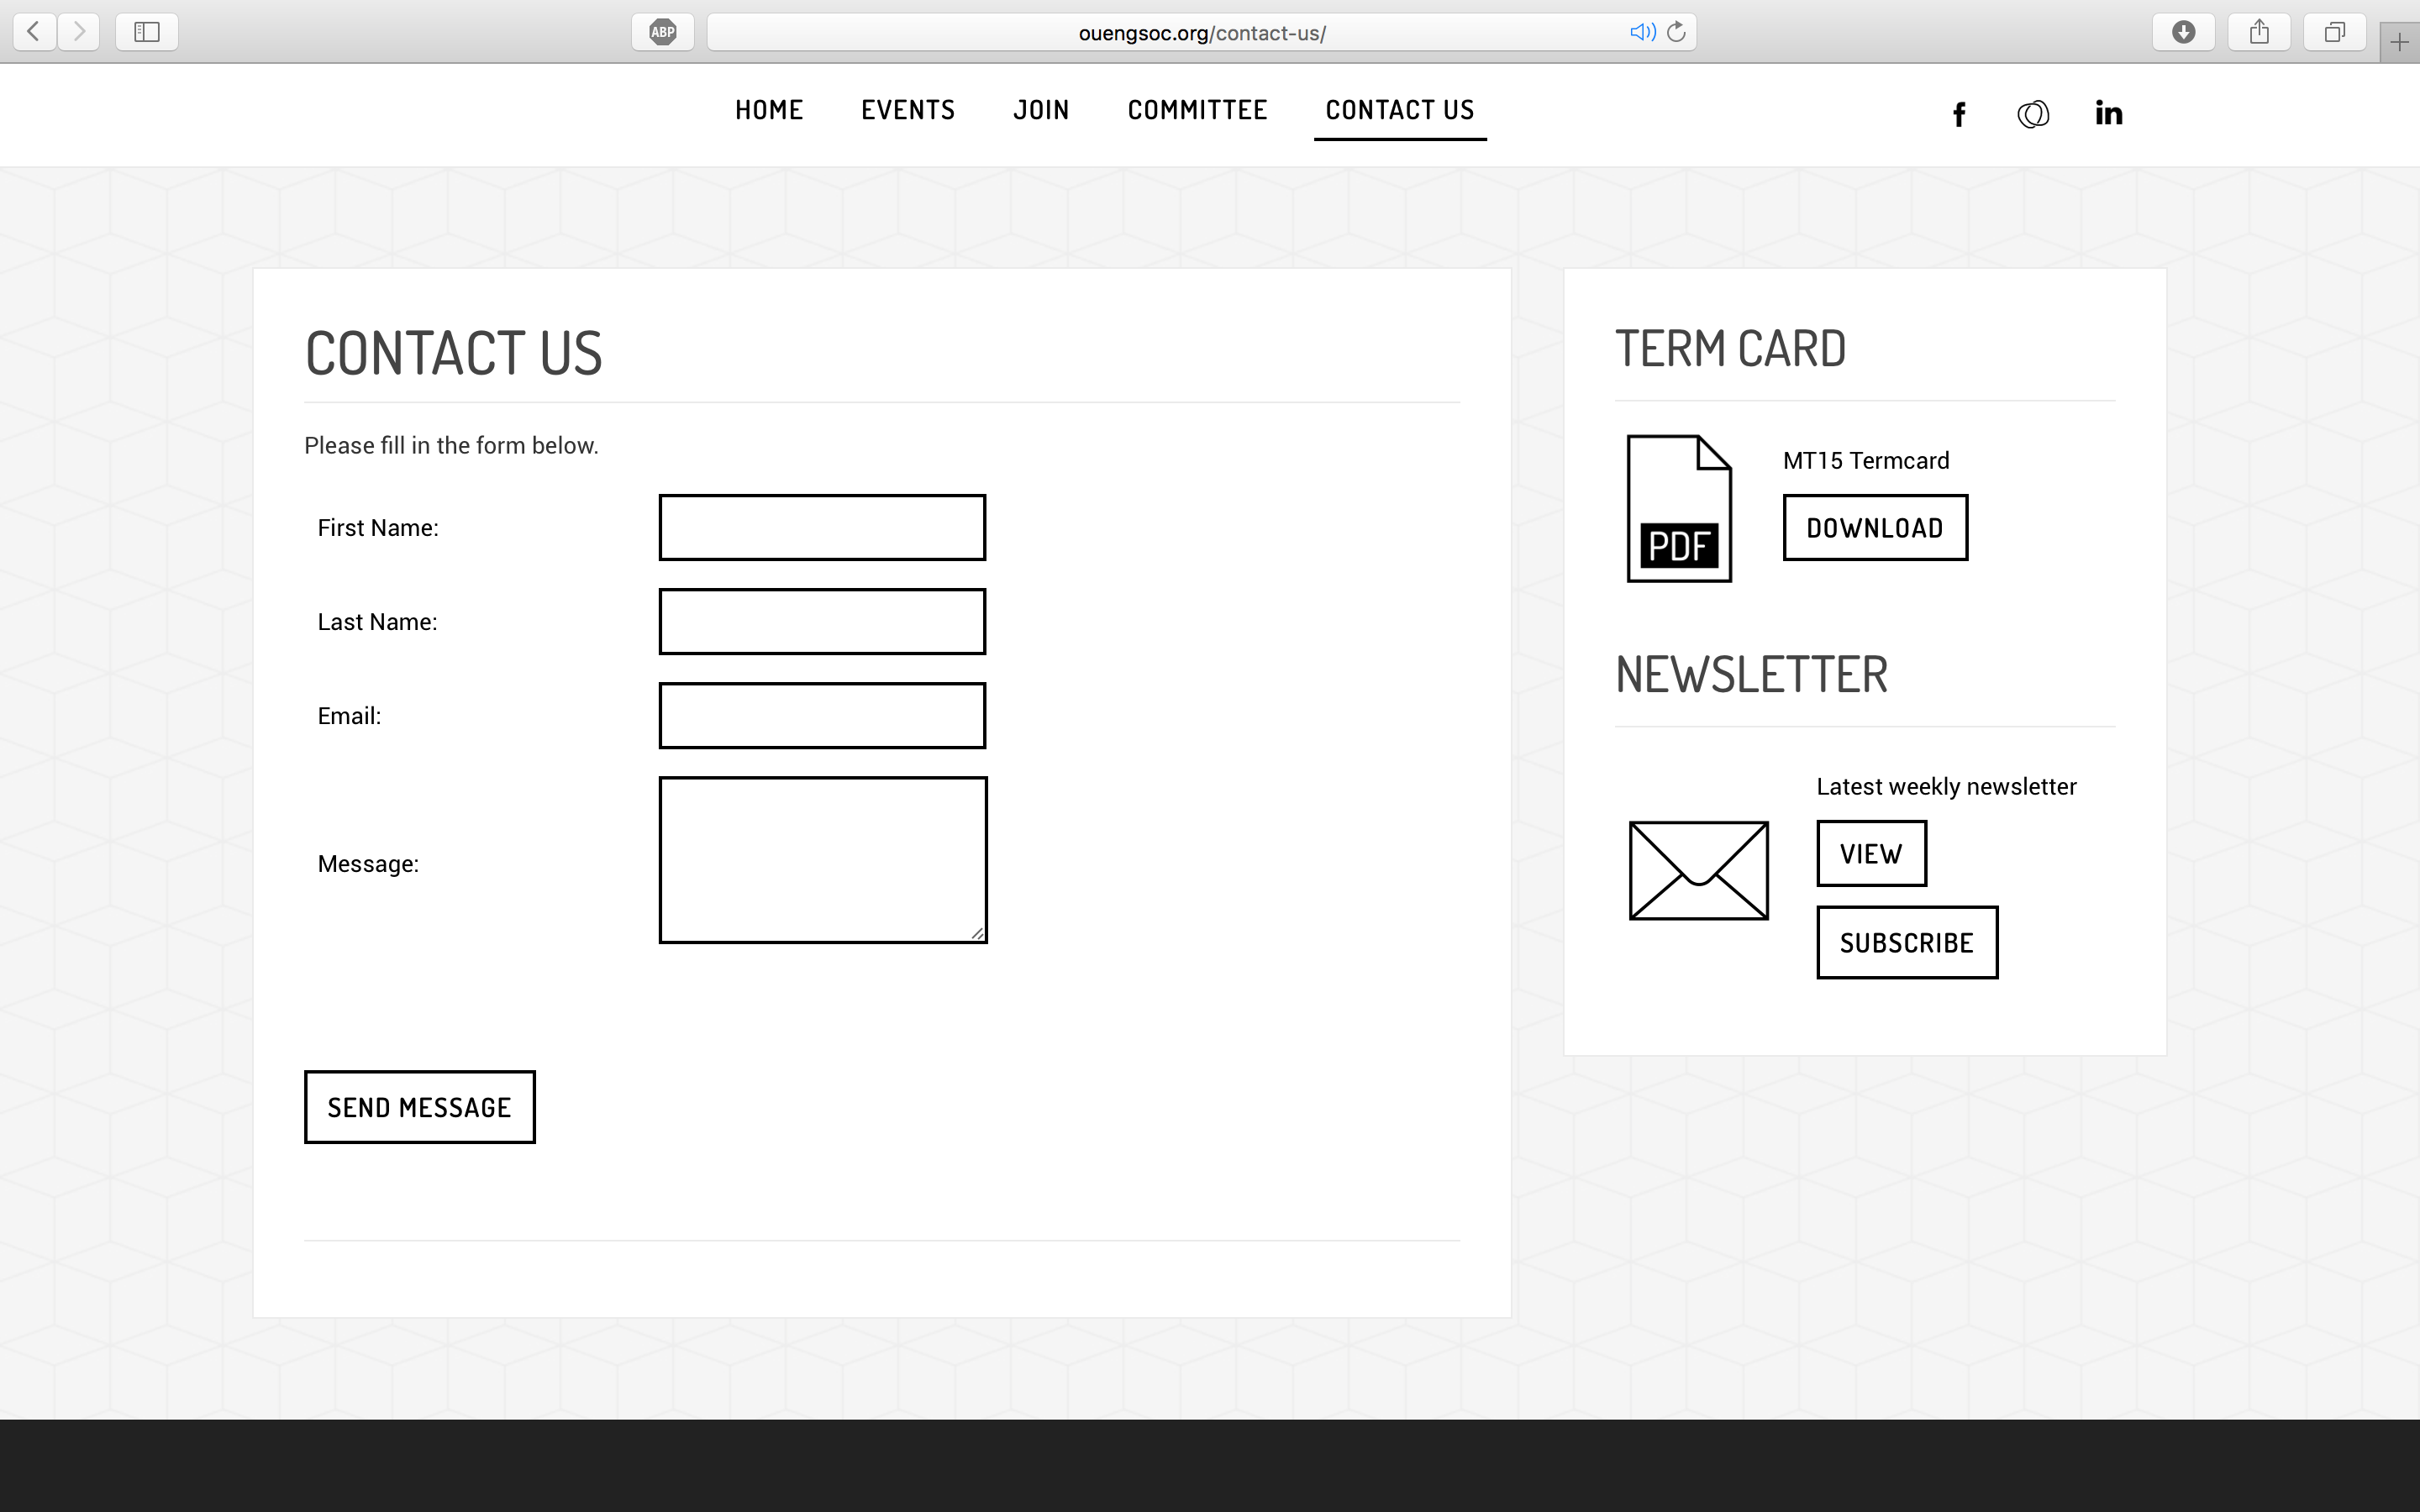 ABP
ouengsoc.org/contact-us/
HOME EVENTS JOIN COMMITTEE CONTACT US
f in
CONTACT US
Please fill in the form below.
First Name:
Last Name:
Email:
Message:
SEND MESSAGE
TERM CARD
PDF
MT15 Termcard
DOWNLOAD
NEWSLETTER
Latest weekly newsletter
VIEW
SUBSCRIBE